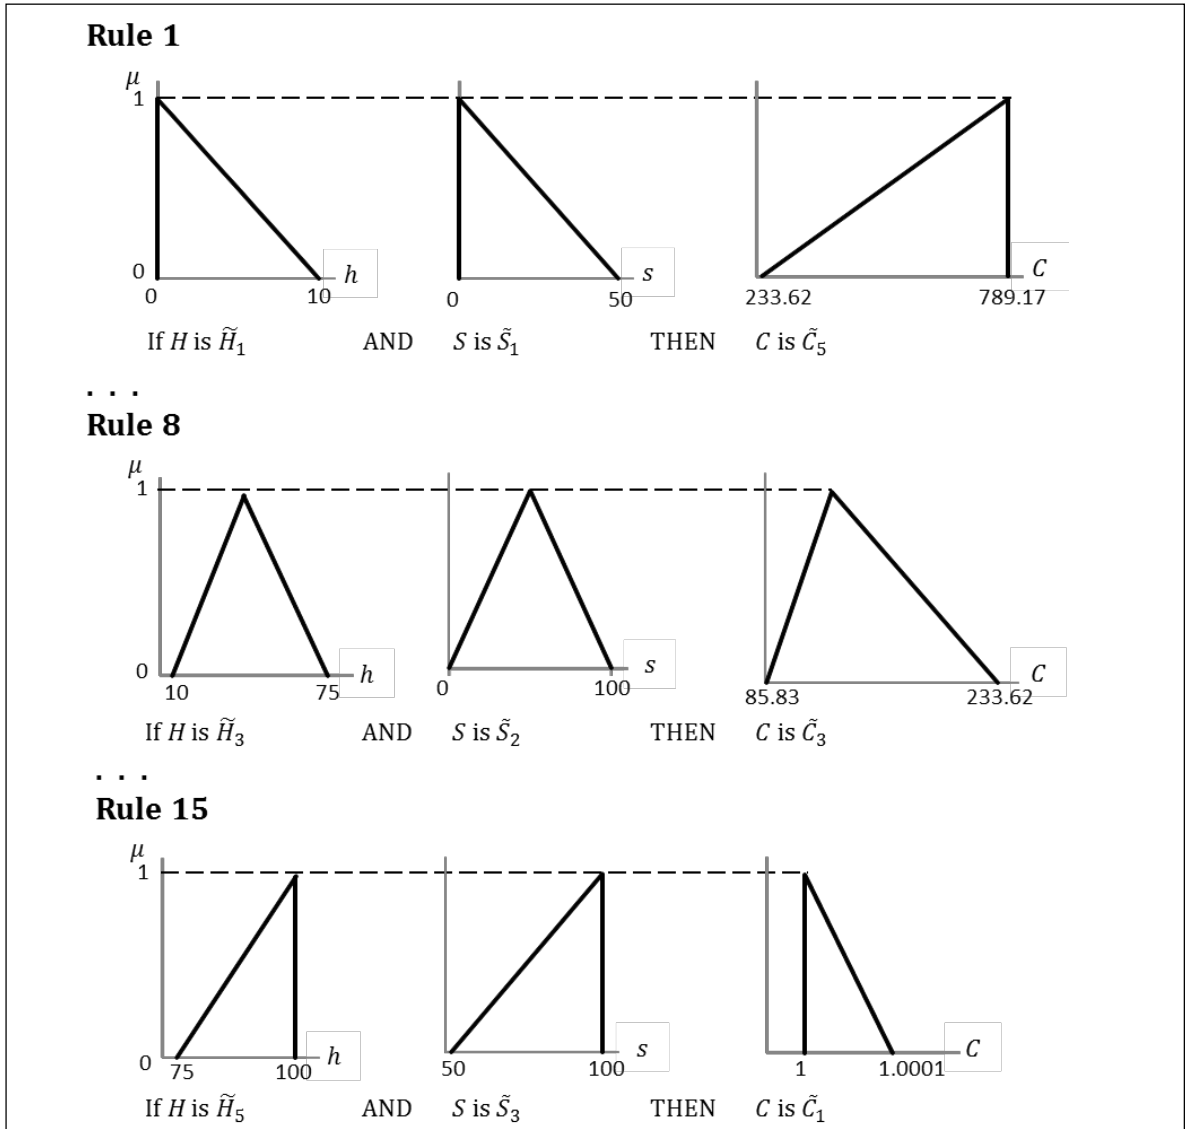 Rule 1
μ
1
0
0 10 h 0 50 s 233.62 789.17 C
If H is H̃₁ AND S is S̃₁ THEN C is C̃₅
. . .
Rule 8
μ
1
0
10 75 h 0 100 s 85.83 233.62 C
If H is H̃₃ AND S is S̃₂ THEN C is C̃₃
. . .
Rule 15
μ
1
0
75 100 h 50 100 s 1 1.0001 C
If H is H̃₅ AND S is S̃₃ THEN C is C̃₁